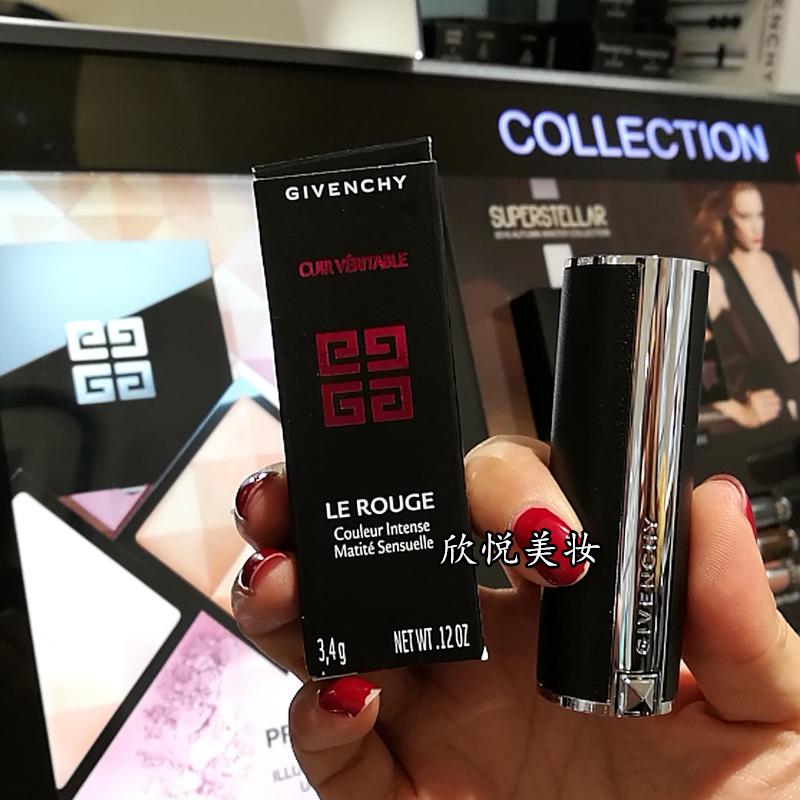 COLLECTION
SUPERSTELLAR
GIVENCHY
CUIR VÉRITABLE
LE ROUGE
Couleur Intense
Matité Sensuelle
欣悦美妆
3,4g NET WT .12 OZ
GIVENCHY